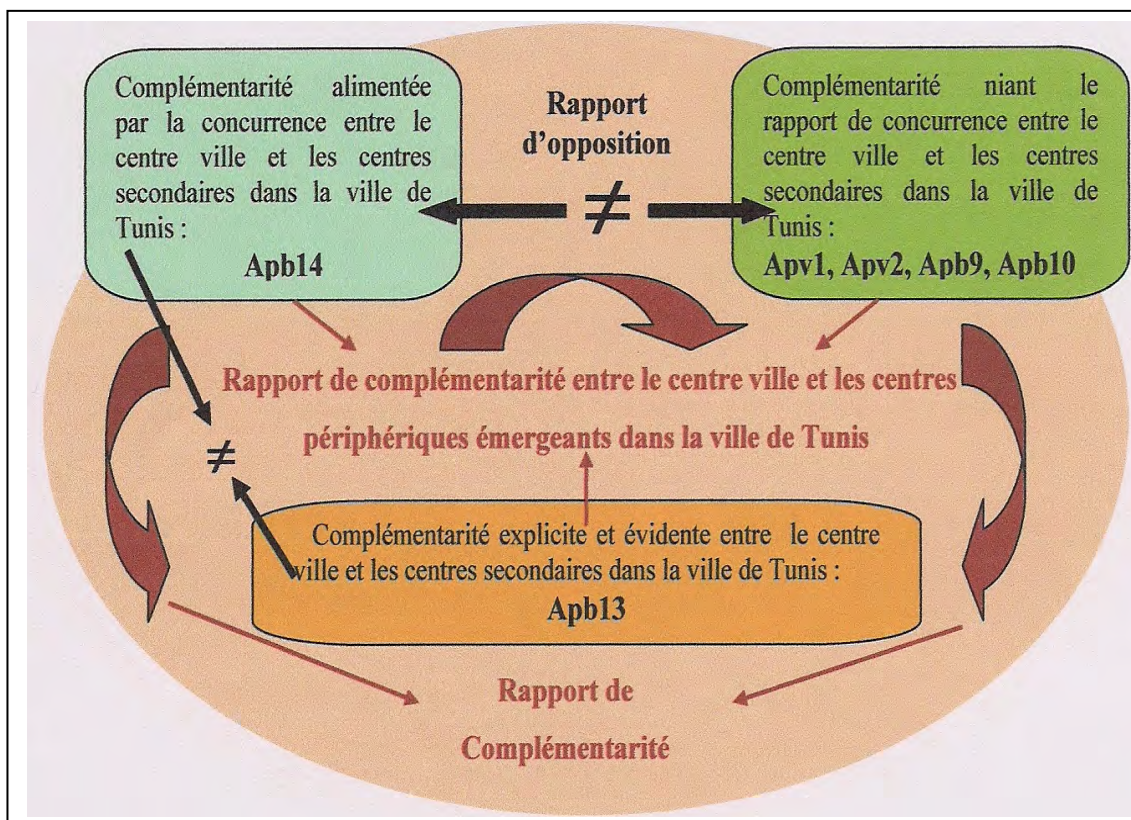 Complémentarité alimentée
par la concurrence entre le
centre ville et les centres
secondaires dans la ville de
Tunis :
Apb14
Rapport
d'opposition
≠
Complémentarité niant le
rapport de concurrence entre le
centre ville et les centres
secondaires dans la ville de
Tunis :
Apv1, Apv2, Apb9, Apb10
Rapport de complémentarité entre le centre ville et les centres
périphériques émergeants dans la ville de Tunis
≠
Complémentarité explicite et évidente entre le centre
ville et les centres secondaires dans la ville de Tunis :
Apb13
Rapport de
Complémentarité